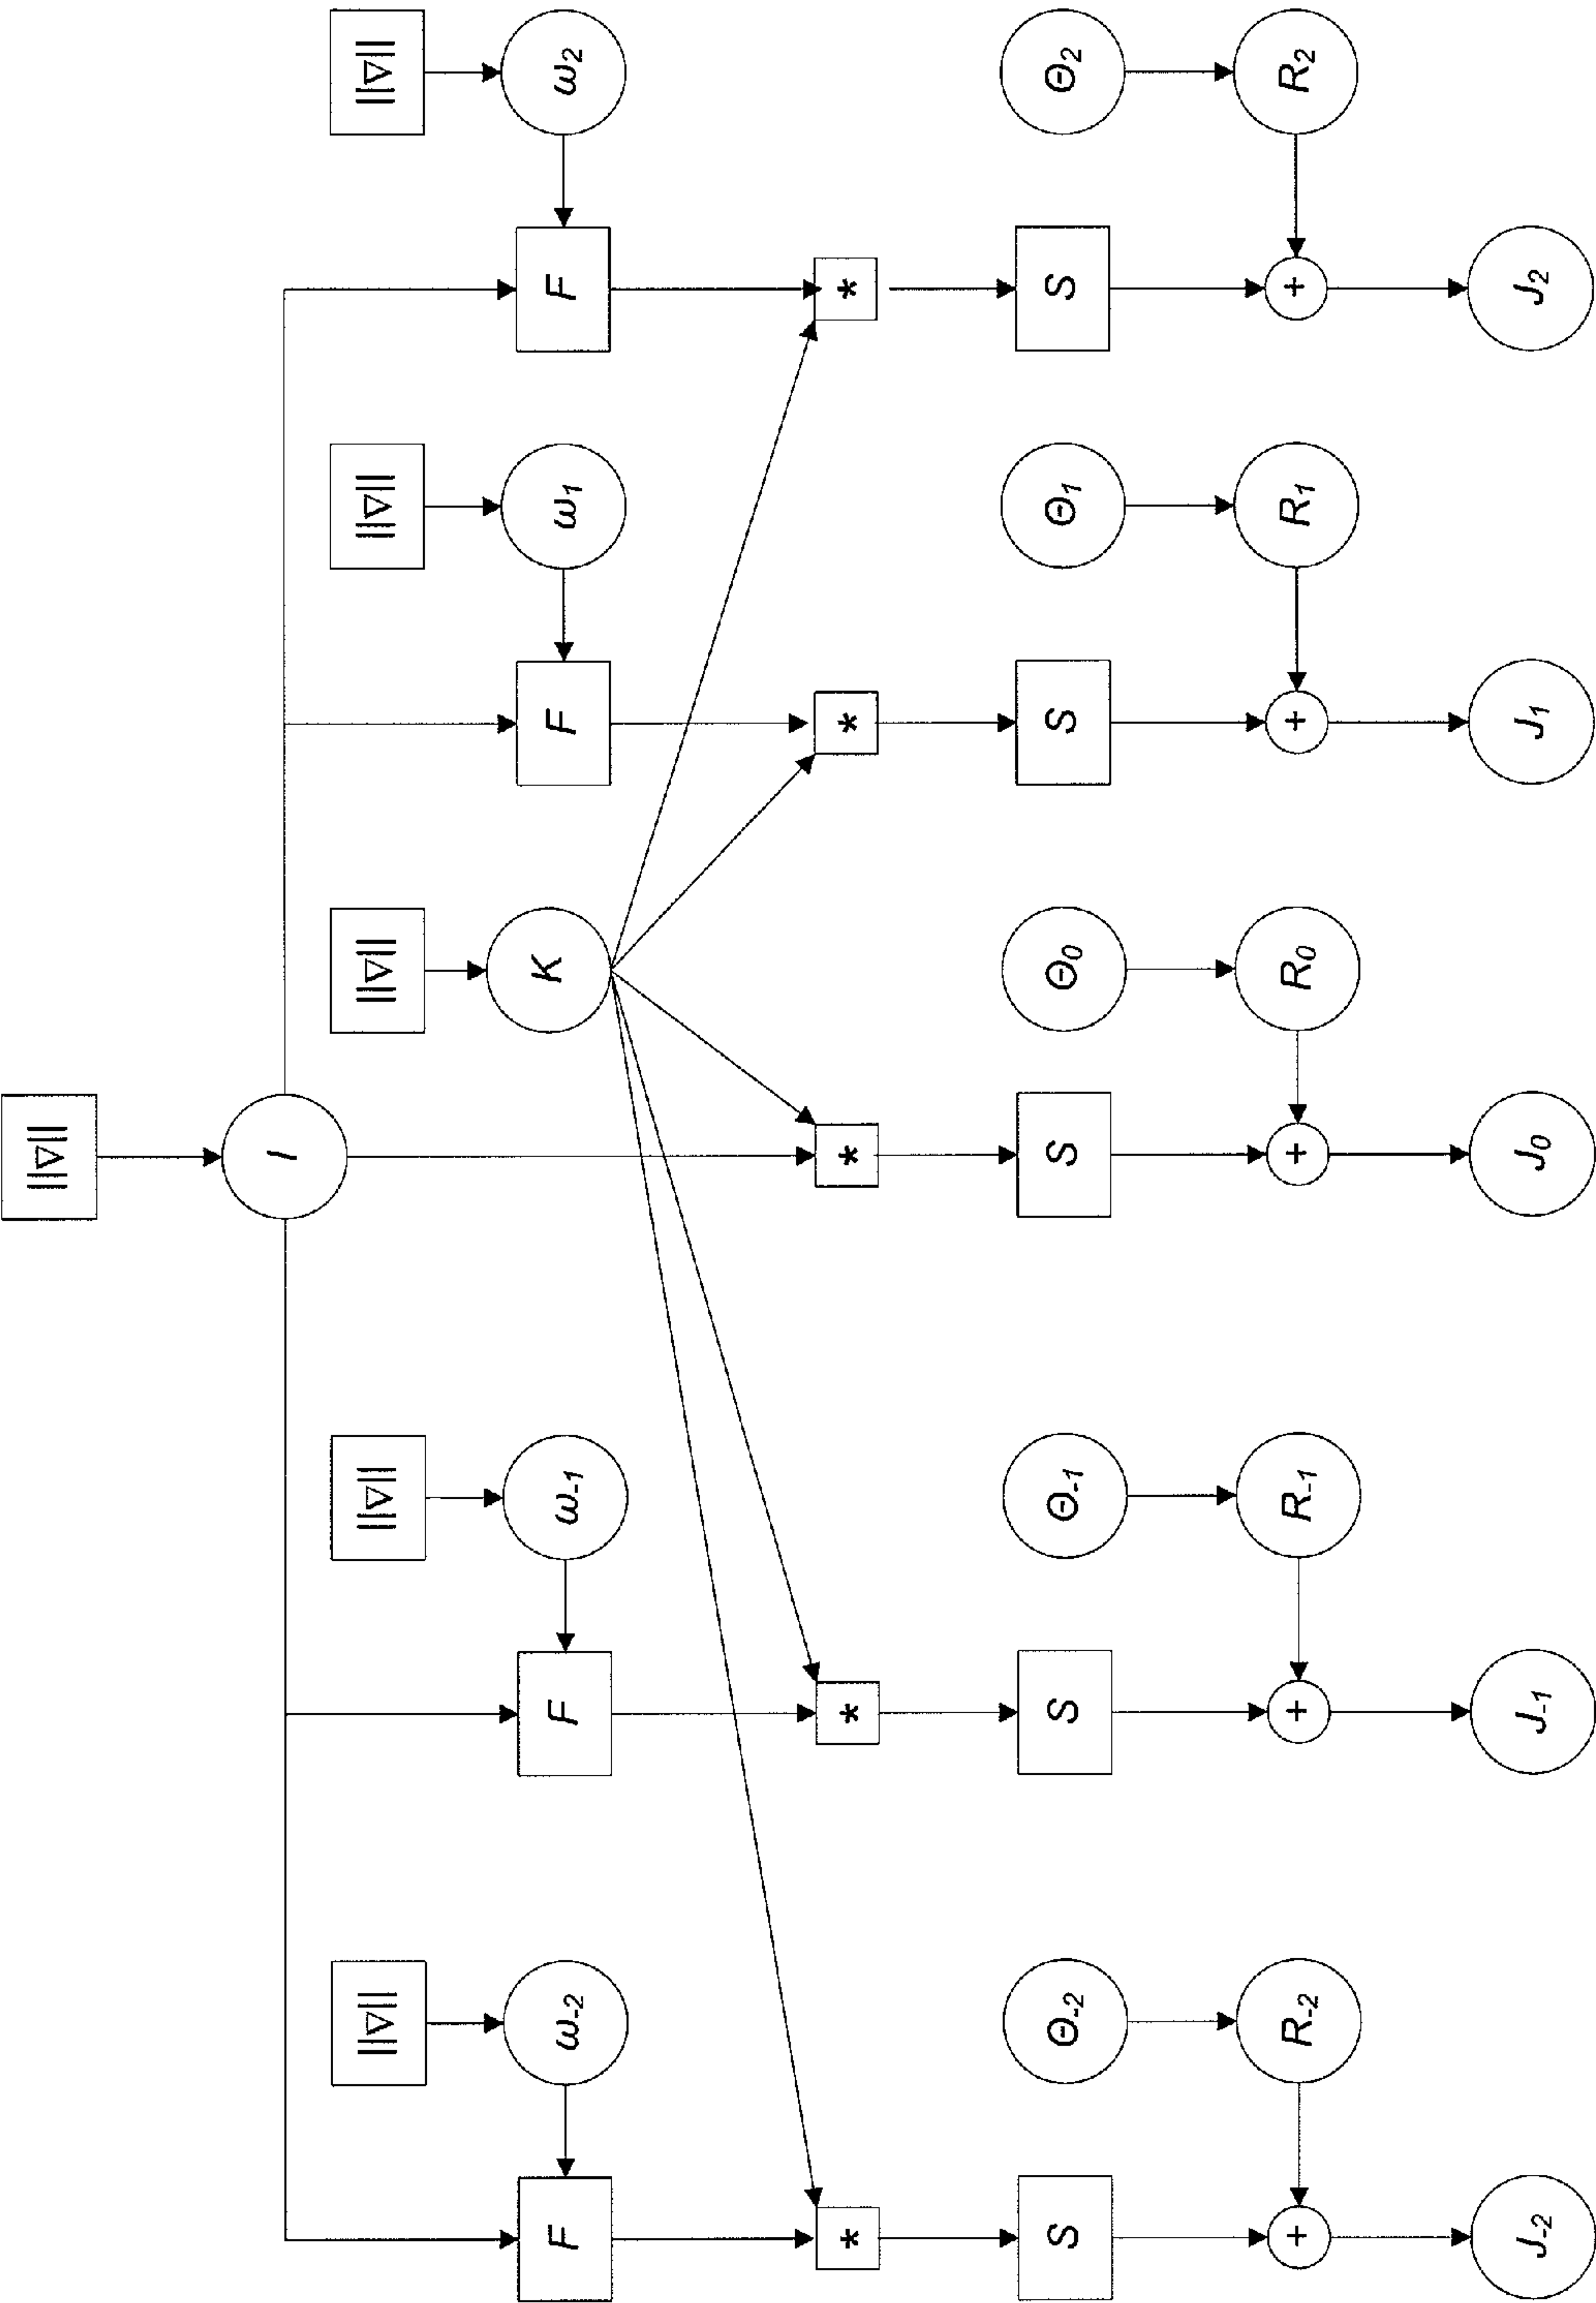 ||∇||
I
||∇|| ||∇|| ||∇|| ||∇|| ||∇||
F ω-2 F ω-1 K F ω1 F ω2
* * * * *
S Θ-2 S Θ-1 S Θ0 S Θ1 S Θ2
+ R-2 + R-1 + R0 + R1 + R2
J-2 J-1 J0 J1 J2